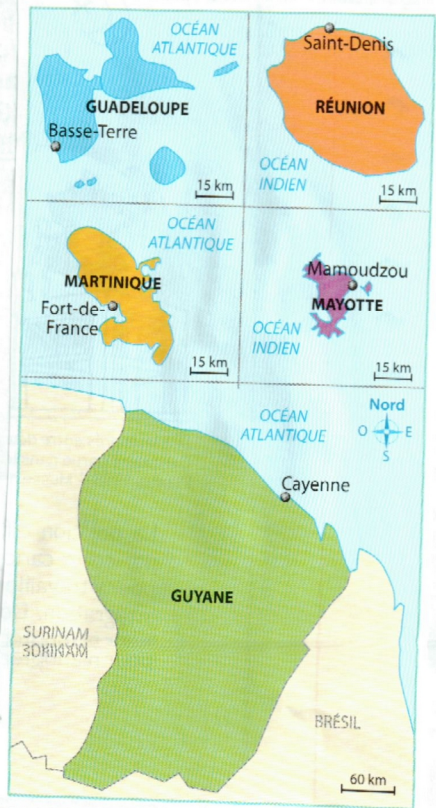 OCÉAN
ATLANTIQUE
GUADELOUPE
Basse-Terre
15 km
Saint-Denis
RÉUNION
OCÉAN
INDIEN
15 km
OCÉAN
ATLANTIQUE
MARTINIQUE
Fort-de-
France
15 km
Mamoudzou
MAYOTTE
OCÉAN
INDIEN
15 km
OCÉAN
ATLANTIQUE
Nord
O E
S
Cayenne
GUYANE
SURINAM
BRÉSIL
60 km